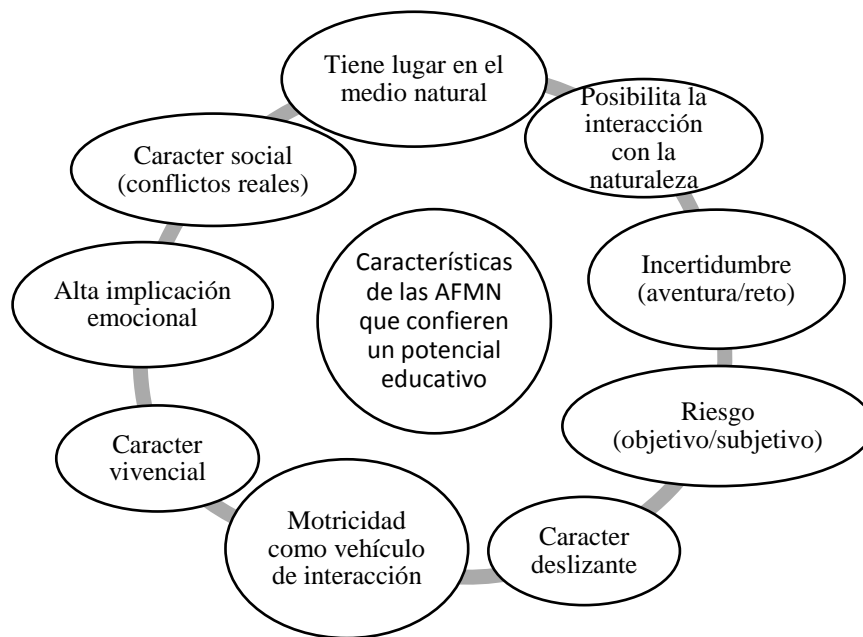 Tiene lugar en el
medio natural
Posibilita la
interacción
con la
naturaleza
Incertidumbre
(aventura/reto)
Riesgo
(objetivo/subjetivo)
Caracter
deslizante
Motricidad
como vehículo
de interacción
Caracter
vivencial
Alta implicación
emocional
Caracter social
(conflictos reales)
Características
de las AFMN
que confieren
un potencial
educativo